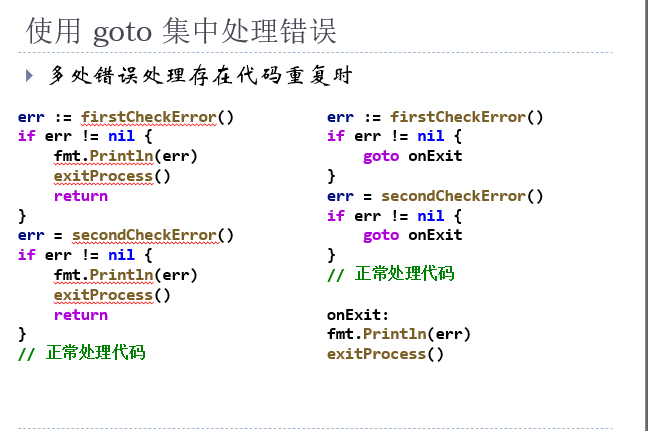 使用 goto 集中处理错误
多处错误处理存在代码重复时
err := firstCheckError()
if err != nil {
    fmt.Println(err)
    exitProcess()
    return
}
err = secondCheckError()
if err != nil {
    fmt.Println(err)
    exitProcess()
    return
}
// 正常处理代码
err := firstCheckError()
if err != nil {
    goto onExit
}
err = secondCheckError()
if err != nil {
    goto onExit
}
// 正常处理代码
onExit:
fmt.Println(err)
exitProcess()